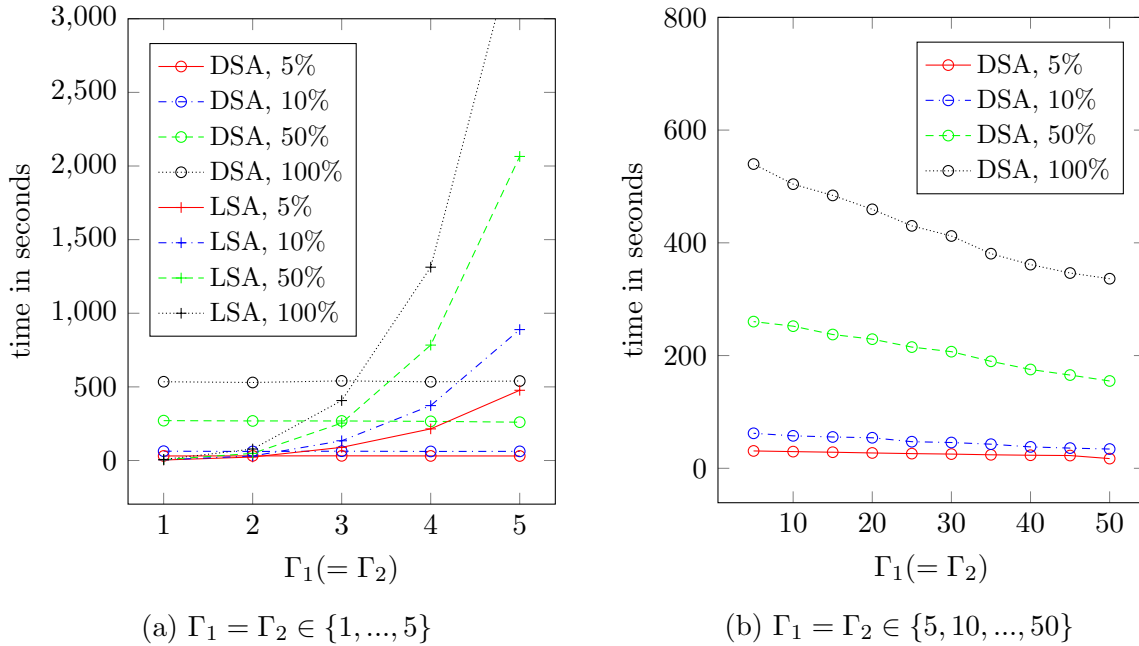 3,000
2,500
2,000
1,500
1,000
500
0
time in seconds
DSA, 5%
DSA, 10%
DSA, 50%
DSA, 100%
LSA, 5%
LSA, 10%
LSA, 50%
LSA, 100%
1 2 3 4 5
Γ₁(= Γ₂)
(a) Γ₁ = Γ₂ ∈ {1, ..., 5}
800
600
400
200
0
time in seconds
DSA, 5%
DSA, 10%
DSA, 50%
DSA, 100%
10 20 30 40 50
Γ₁(= Γ₂)
(b) Γ₁ = Γ₂ ∈ {5, 10, ..., 50}